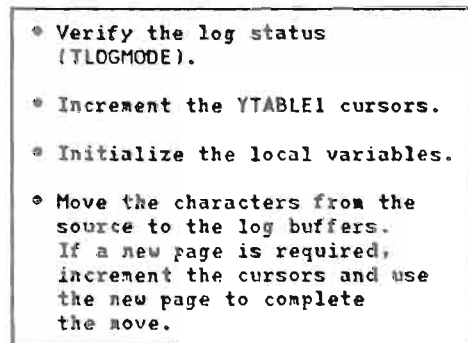 • Verify the log status
(TLOGMODE).
• Increment the YTABLE1 cursors.
• Initialize the local variables.
• Move the characters from the
source to the log buffers.
If a new page is required,
increment the cursors and use
the new page to complete
the move.